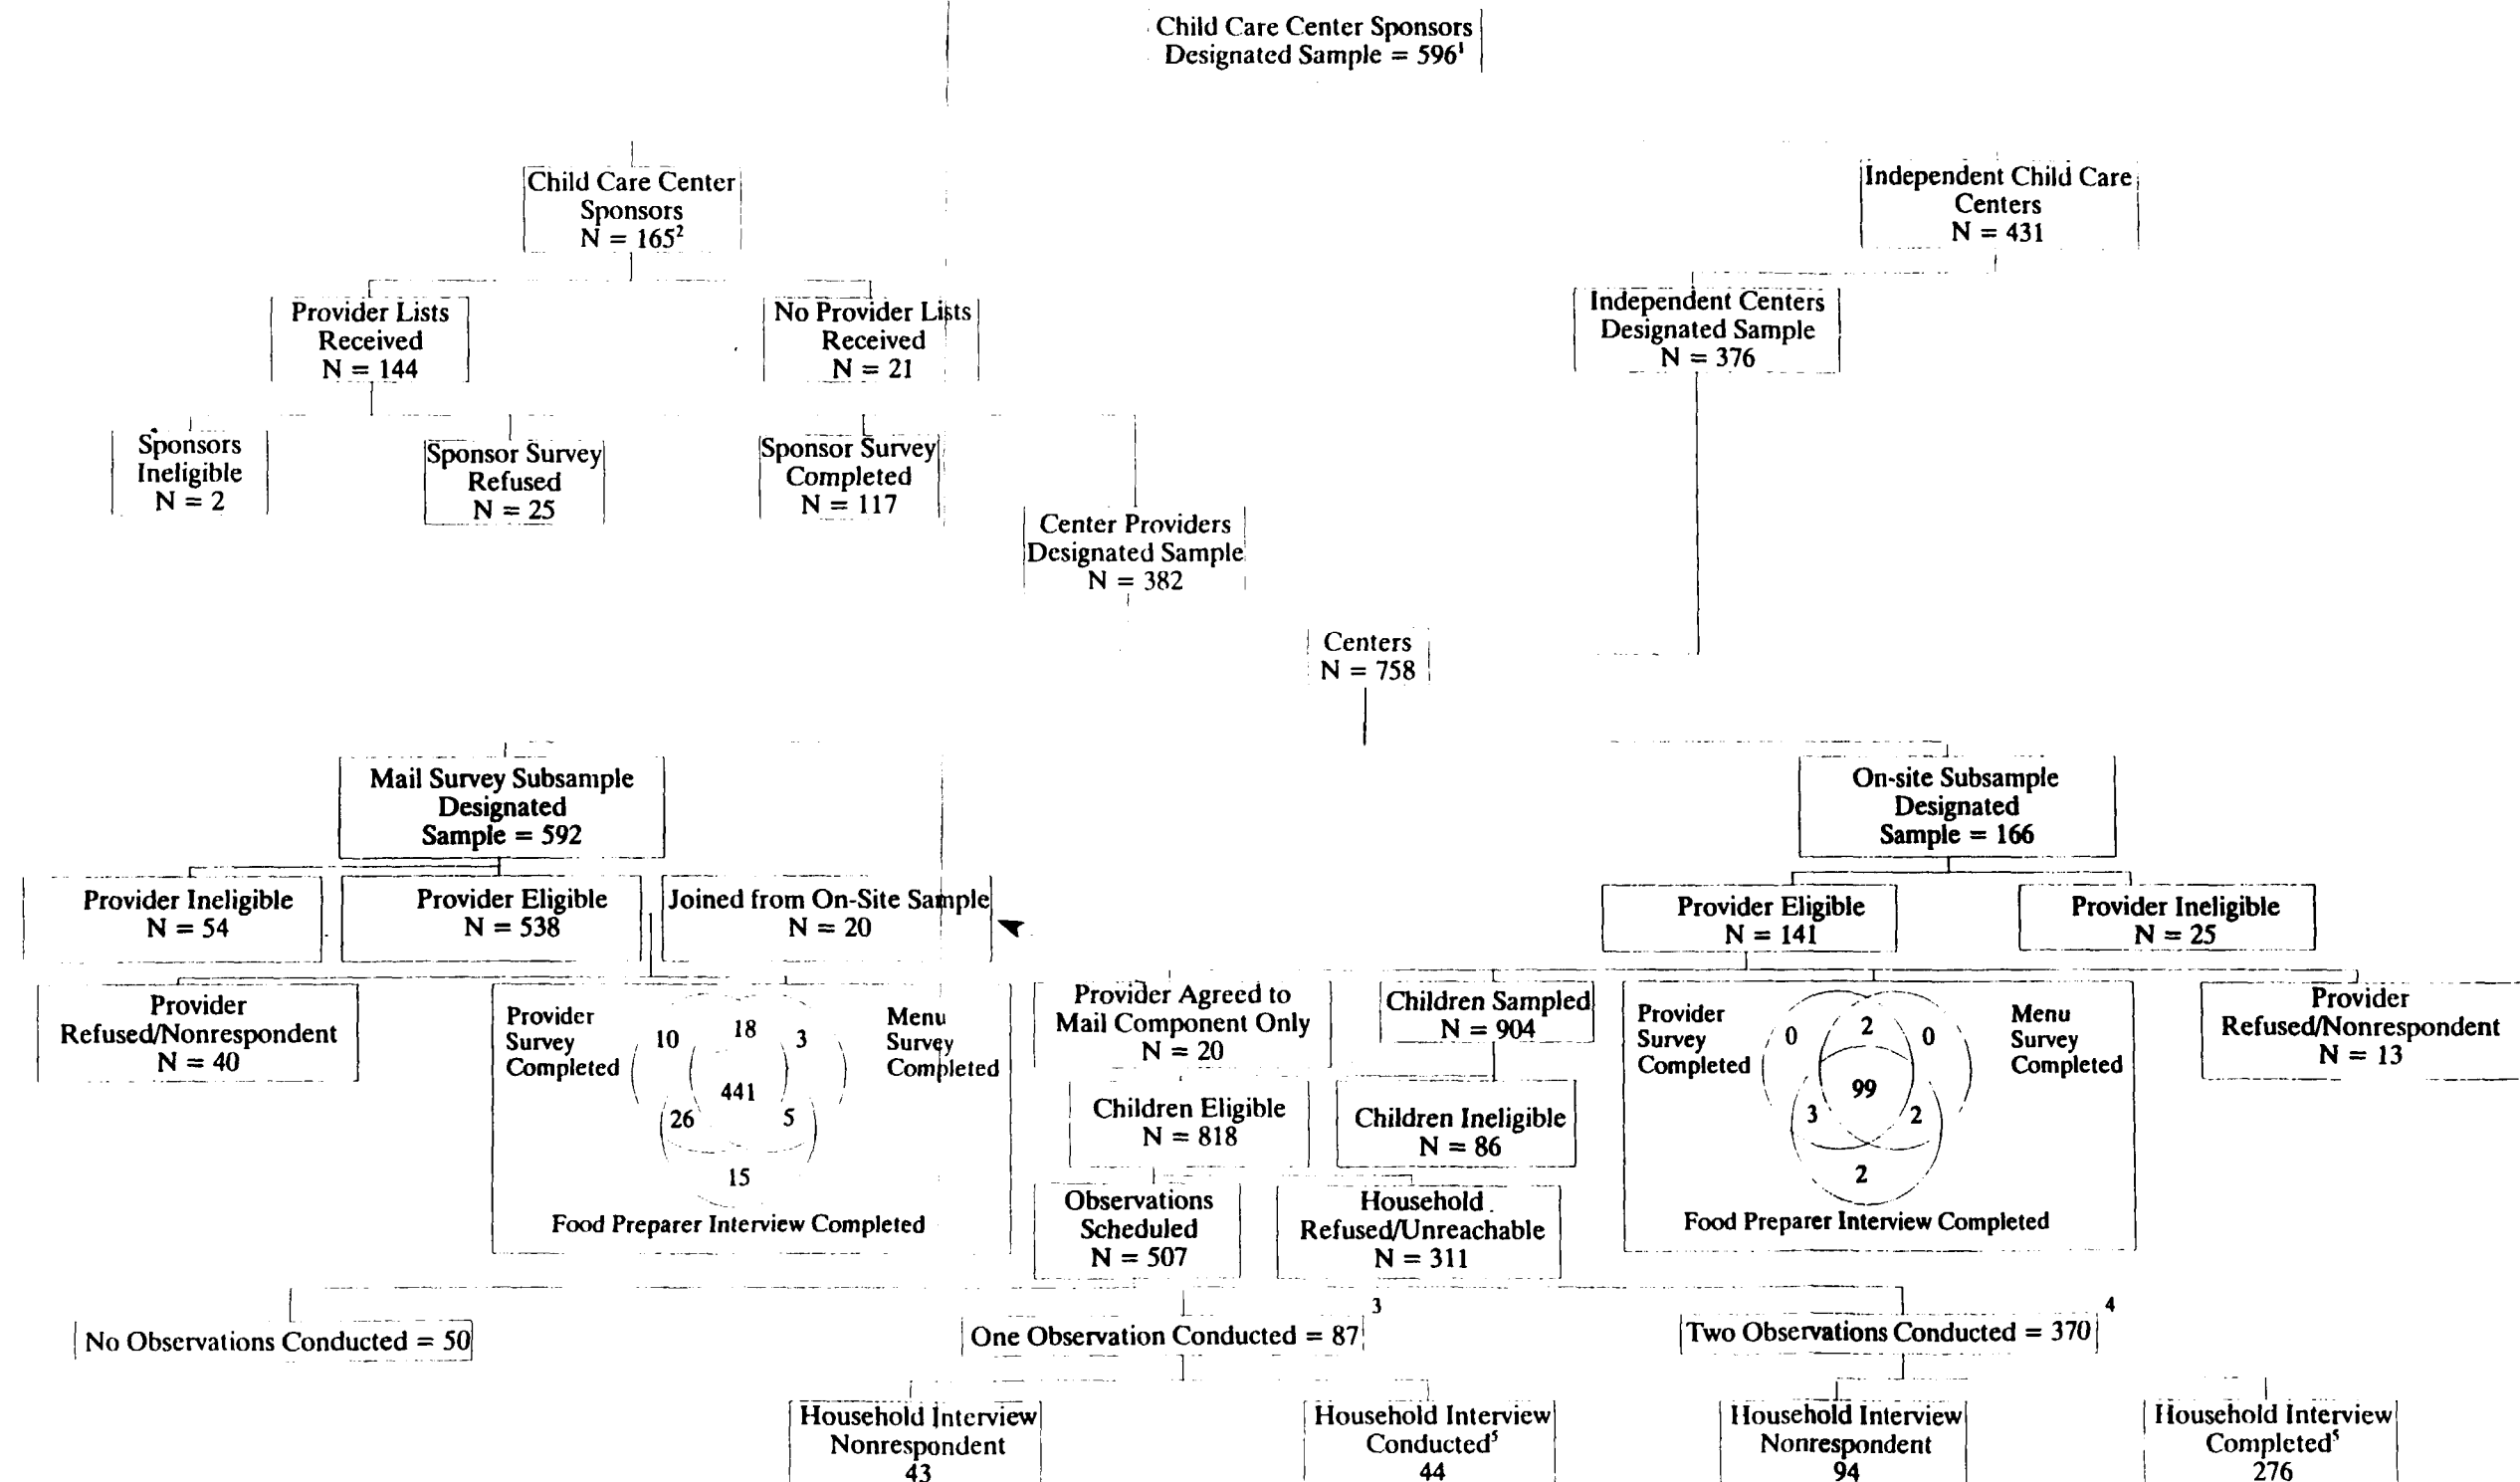 Child Care Center Sponsors
Designated Sample = 596¹
Child Care Center
Sponsors
N = 165²
Independent Child Care
Centers
N = 431
Provider Lists
Received
N = 144
No Provider Lists
Received
N = 21
Independent Centers
Designated Sample
N = 376
Sponsors
Ineligible
N = 2
Sponsor Survey
Refused
N = 25
Sponsor Survey
Completed
N = 117
Center Providers
Designated Sample
N = 382
Centers
N = 758
Mail Survey Subsample
Designated
Sample = 592
On-site Subsample
Designated
Sample = 166
Provider Ineligible
N = 54
Provider Eligible
N = 538
Joined from On-Site Sample
N = 20
Provider Eligible
N = 141
Provider Ineligible
N = 25
Provider
Refused/Nonrespondent
N = 40
Provider
Survey
Completed
10
18
3
441
26
5
15
Menu
Survey
Completed
Food Preparer Interview Completed
Provider Agreed to
Mail Component Only
N = 20
Children Sampled
N = 904
Children Eligible
N = 818
Children Ineligible
N = 86
Observations
Scheduled
N = 507
Household
Refused/Unreachable
N = 311
Provider
Survey
Completed
0
2
0
99
3
2
2
Menu
Survey
Completed
Food Preparer Interview Completed
Provider
Refused/Nonrespondent
N = 13
No Observations Conducted = 50
One Observation Conducted = 87 3
Two Observations Conducted = 370 4
Household Interview
Nonrespondent
43
Household Interview
Conducted⁵
44
Household Interview
Nonrespondent
94
Household Interview
Completed⁵
276